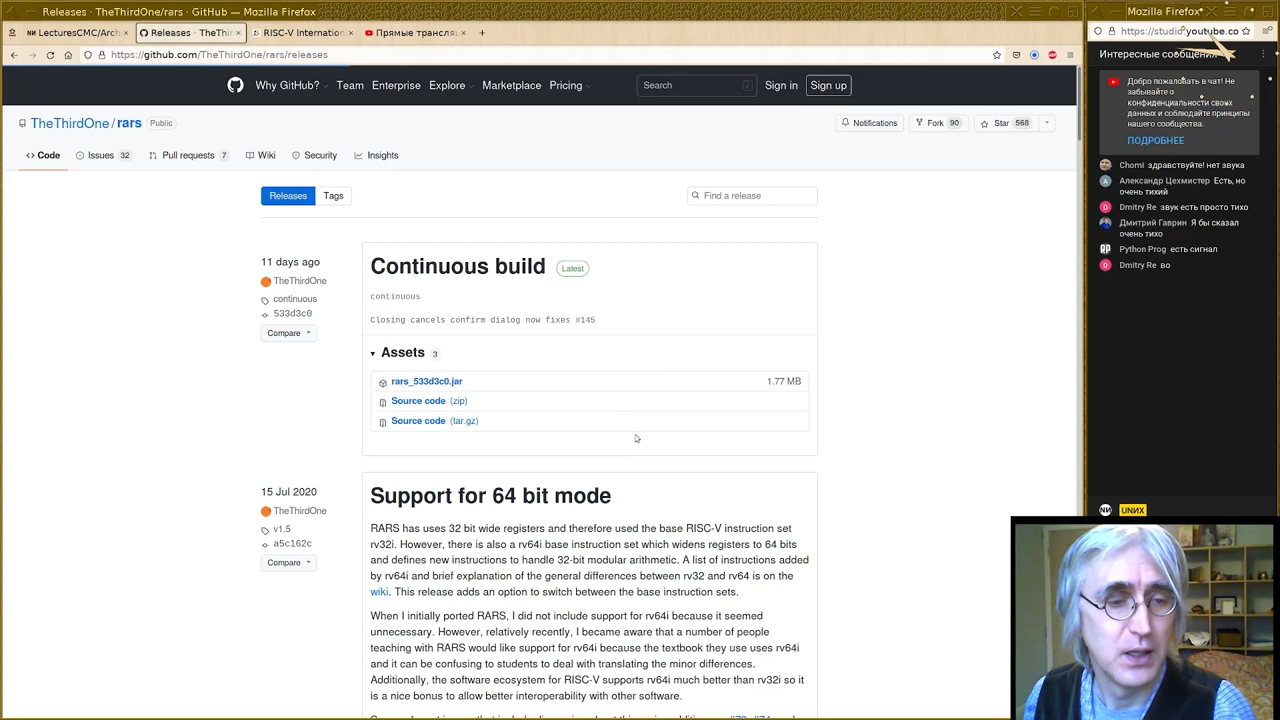 Releases · TheThirdOne/rars · GitHub — Mozilla Firefox
LecturesCMC/Archite
Releases · TheThirdO
RISC-V Internationa
Прямые трансляц
https://github.com/TheThirdOne/rars/releases
Why GitHub?
Team
Enterprise
Explore
Marketplace
Pricing
Search
/
Sign in
Sign up
TheThirdOne / rars
Public
Notifications
Fork 90
Star 568
Code
Issues 32
Pull requests 7
Wiki
Security
Insights
Releases
Tags
Find a release
11 days ago
TheThirdOne
continuous
533d3c0
Compare
Continuous build Latest
continuous
Closing cancels confirm dialog now fixes #145
Assets 3
rars_533d3c0.jar 1.77 MB
Source code (zip)
Source code (tar.gz)
15 Jul 2020
TheThirdOne
v1.5
a5c162c
Compare
Support for 64 bit mode
RARS has uses 32 bit wide registers and therefore used the base RISC-V instruction set
rv32i. However, there is also a rv64i base instruction set which widens registers to 64 bits
and defines new instructions to handle 32-bit modular arithmetic. A list of instructions added
by rv64i and brief explanation of the general differences between rv32 and rv64 is on the
wiki. This release adds an option to switch between the base instruction sets.
When I initially ported RARS, I did not include support for rv64i because it seemed
unnecessary. However, relatively recently, I became aware that a number of people
teaching with RARS would like support for rv64i because the textbook they use uses rv64i
and it can be confusing to students to deal with translating the minor differences.
Additionally, the software ecosystem for RISC-V supports rv64i much better than rv32i so it
is a nice bonus to allow better interoperability with other software.
Mozilla Firefox
https://studio.youtube.co
Интересные сообщения
Добро пожаловать в чат! Не
забывайте о
конфиденциальности своих
данных и соблюдайте принципы
нашего сообщества.
ПОДРОБНЕЕ
Chomi здравствуйте! нет звука
Александр Цехмистер Есть, но
очень тихий
Dmitry Re звук есть просто тихо
Дмитрий Гаврин Я бы сказал
очень тихо
Python Prog есть сигнал
Dmitry Re во
UNИX